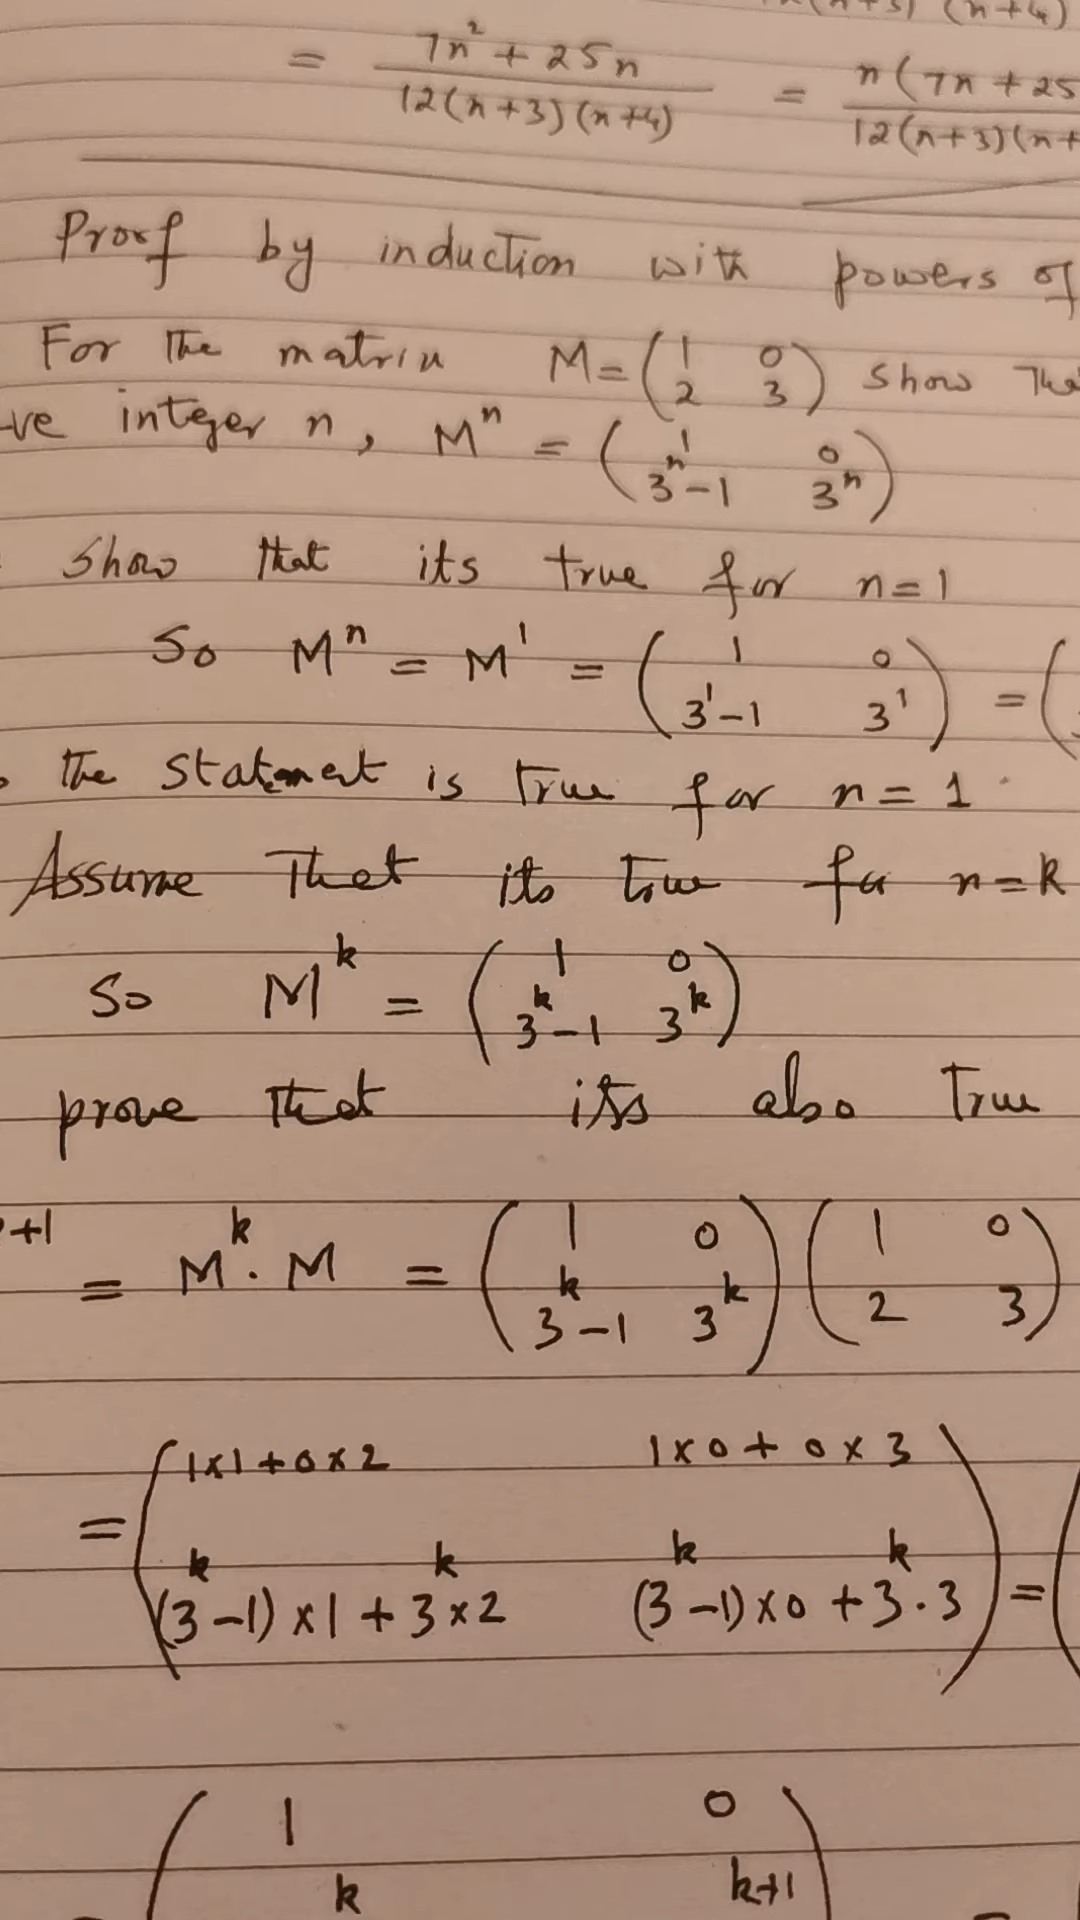 (n+4)
= 7n² + 25n / 12(n+3)(n+4) = n(7n + 25 / 12(n+3)(n+
Proof by induction with powers of
For the matrix M = (1 0 / 2 3) show tha
-ve integer n, Mⁿ = (1 0 / 3ⁿ-1 3ⁿ)
Show that its true for n=1
So Mⁿ = M¹ = (1 0 / 3¹-1 3¹) = (
the statement is true for n = 1
Assume that its true for n=k
So Mᵏ = (1 0 / 3ᵏ-1 3ᵏ)
prove that its also true
+1 = Mᵏ. M = (1 0 / 3ᵏ-1 3ᵏ) (1 0 / 2 3)
= (1×1+0×2 1×0+0×3 / (3ᵏ-1)×1+3ᵏ×2 (3ᵏ-1)×0+3ᵏ.3) = (
(1 0
k k+1)